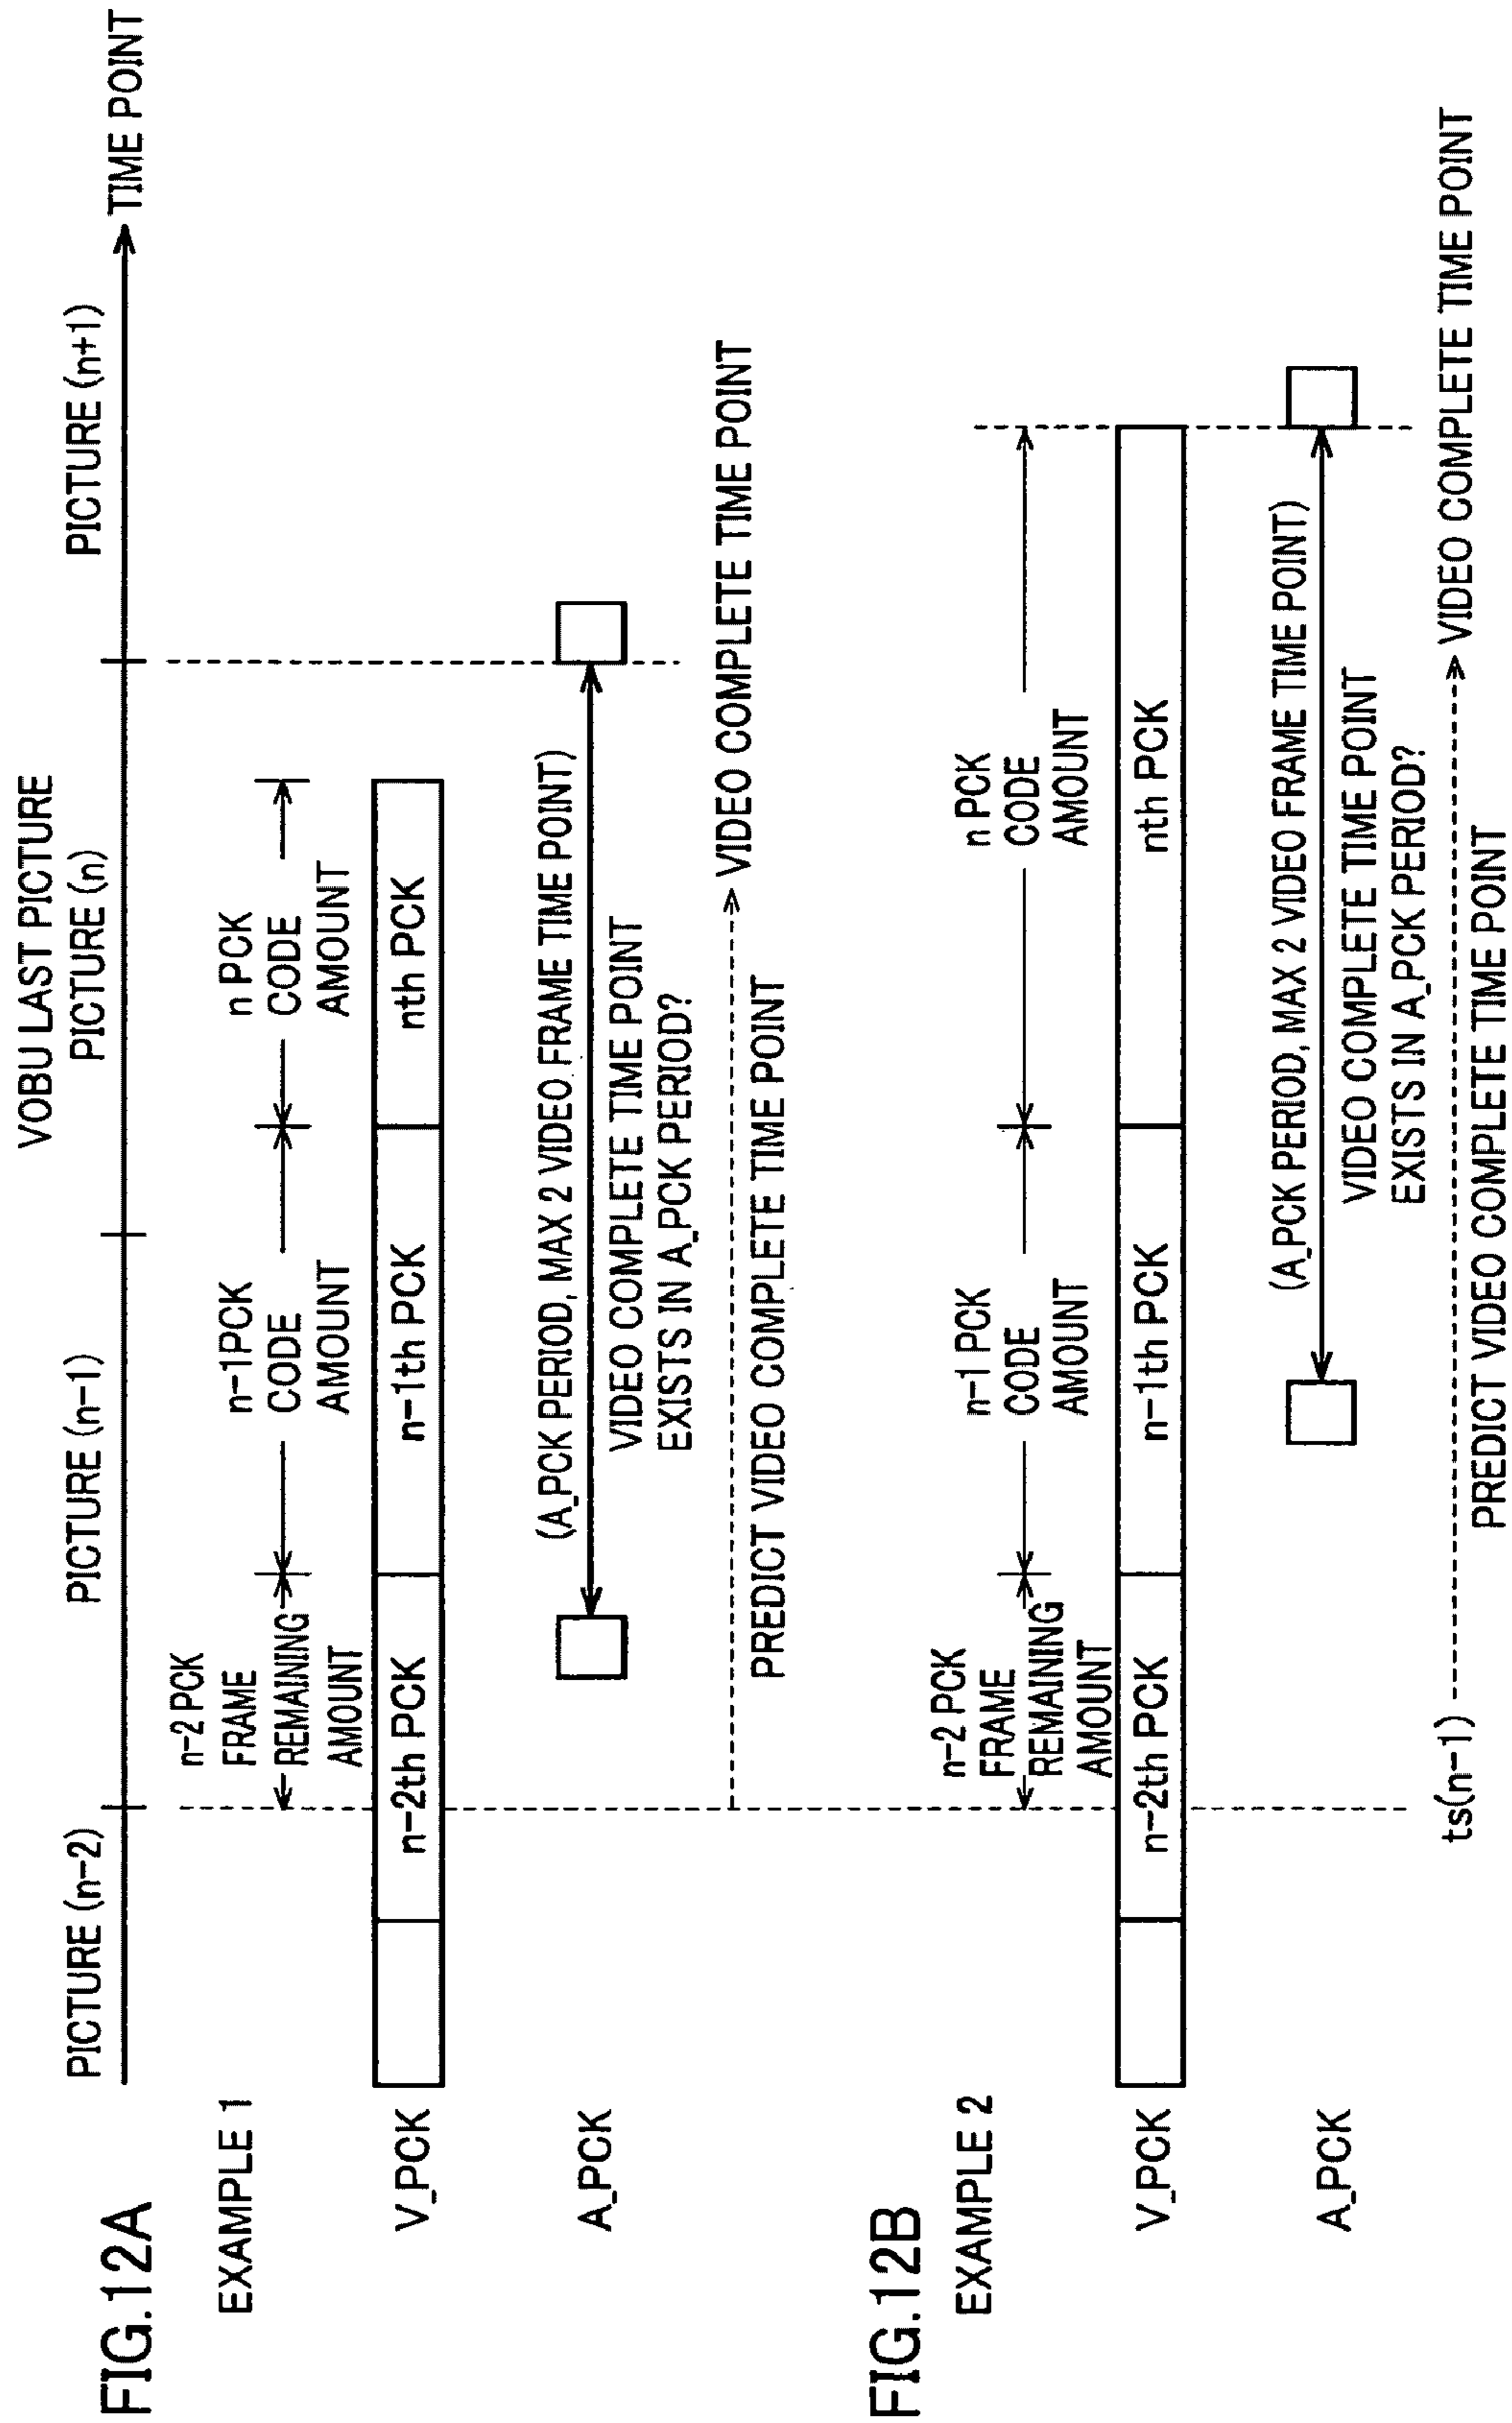 FIG.12A
VOBU LAST PICTURE
PICTURE (n-2)
PICTURE (n-1)
PICTURE (n)
PICTURE (n+1)
TIME POINT
EXAMPLE 1
n-2 PCK
FRAME
REMAINING
AMOUNT
n-1PCK
CODE
AMOUNT
n PCK
CODE
AMOUNT
V_PCK
n-2th PCK
n-1th PCK
nth PCK
A_PCK
(A_PCK PERIOD, MAX 2 VIDEO FRAME TIME POINT)
VIDEO COMPLETE TIME POINT
EXISTS IN A_PCK PERIOD?
VIDEO COMPLETE TIME POINT
PREDICT VIDEO COMPLETE TIME POINT
FIG.12B
EXAMPLE 2
n-2 PCK
FRAME
REMAINING
AMOUNT
n-1 PCK
CODE
AMOUNT
n PCK
CODE
AMOUNT
V_PCK
n-2th PCK
n-1th PCK
nth PCK
A_PCK
(A_PCK PERIOD, MAX 2 VIDEO FRAME TIME POINT)
VIDEO COMPLETE TIME POINT
EXISTS IN A_PCK PERIOD?
ts(n-1)
VIDEO COMPLETE TIME POINT
PREDICT VIDEO COMPLETE TIME POINT